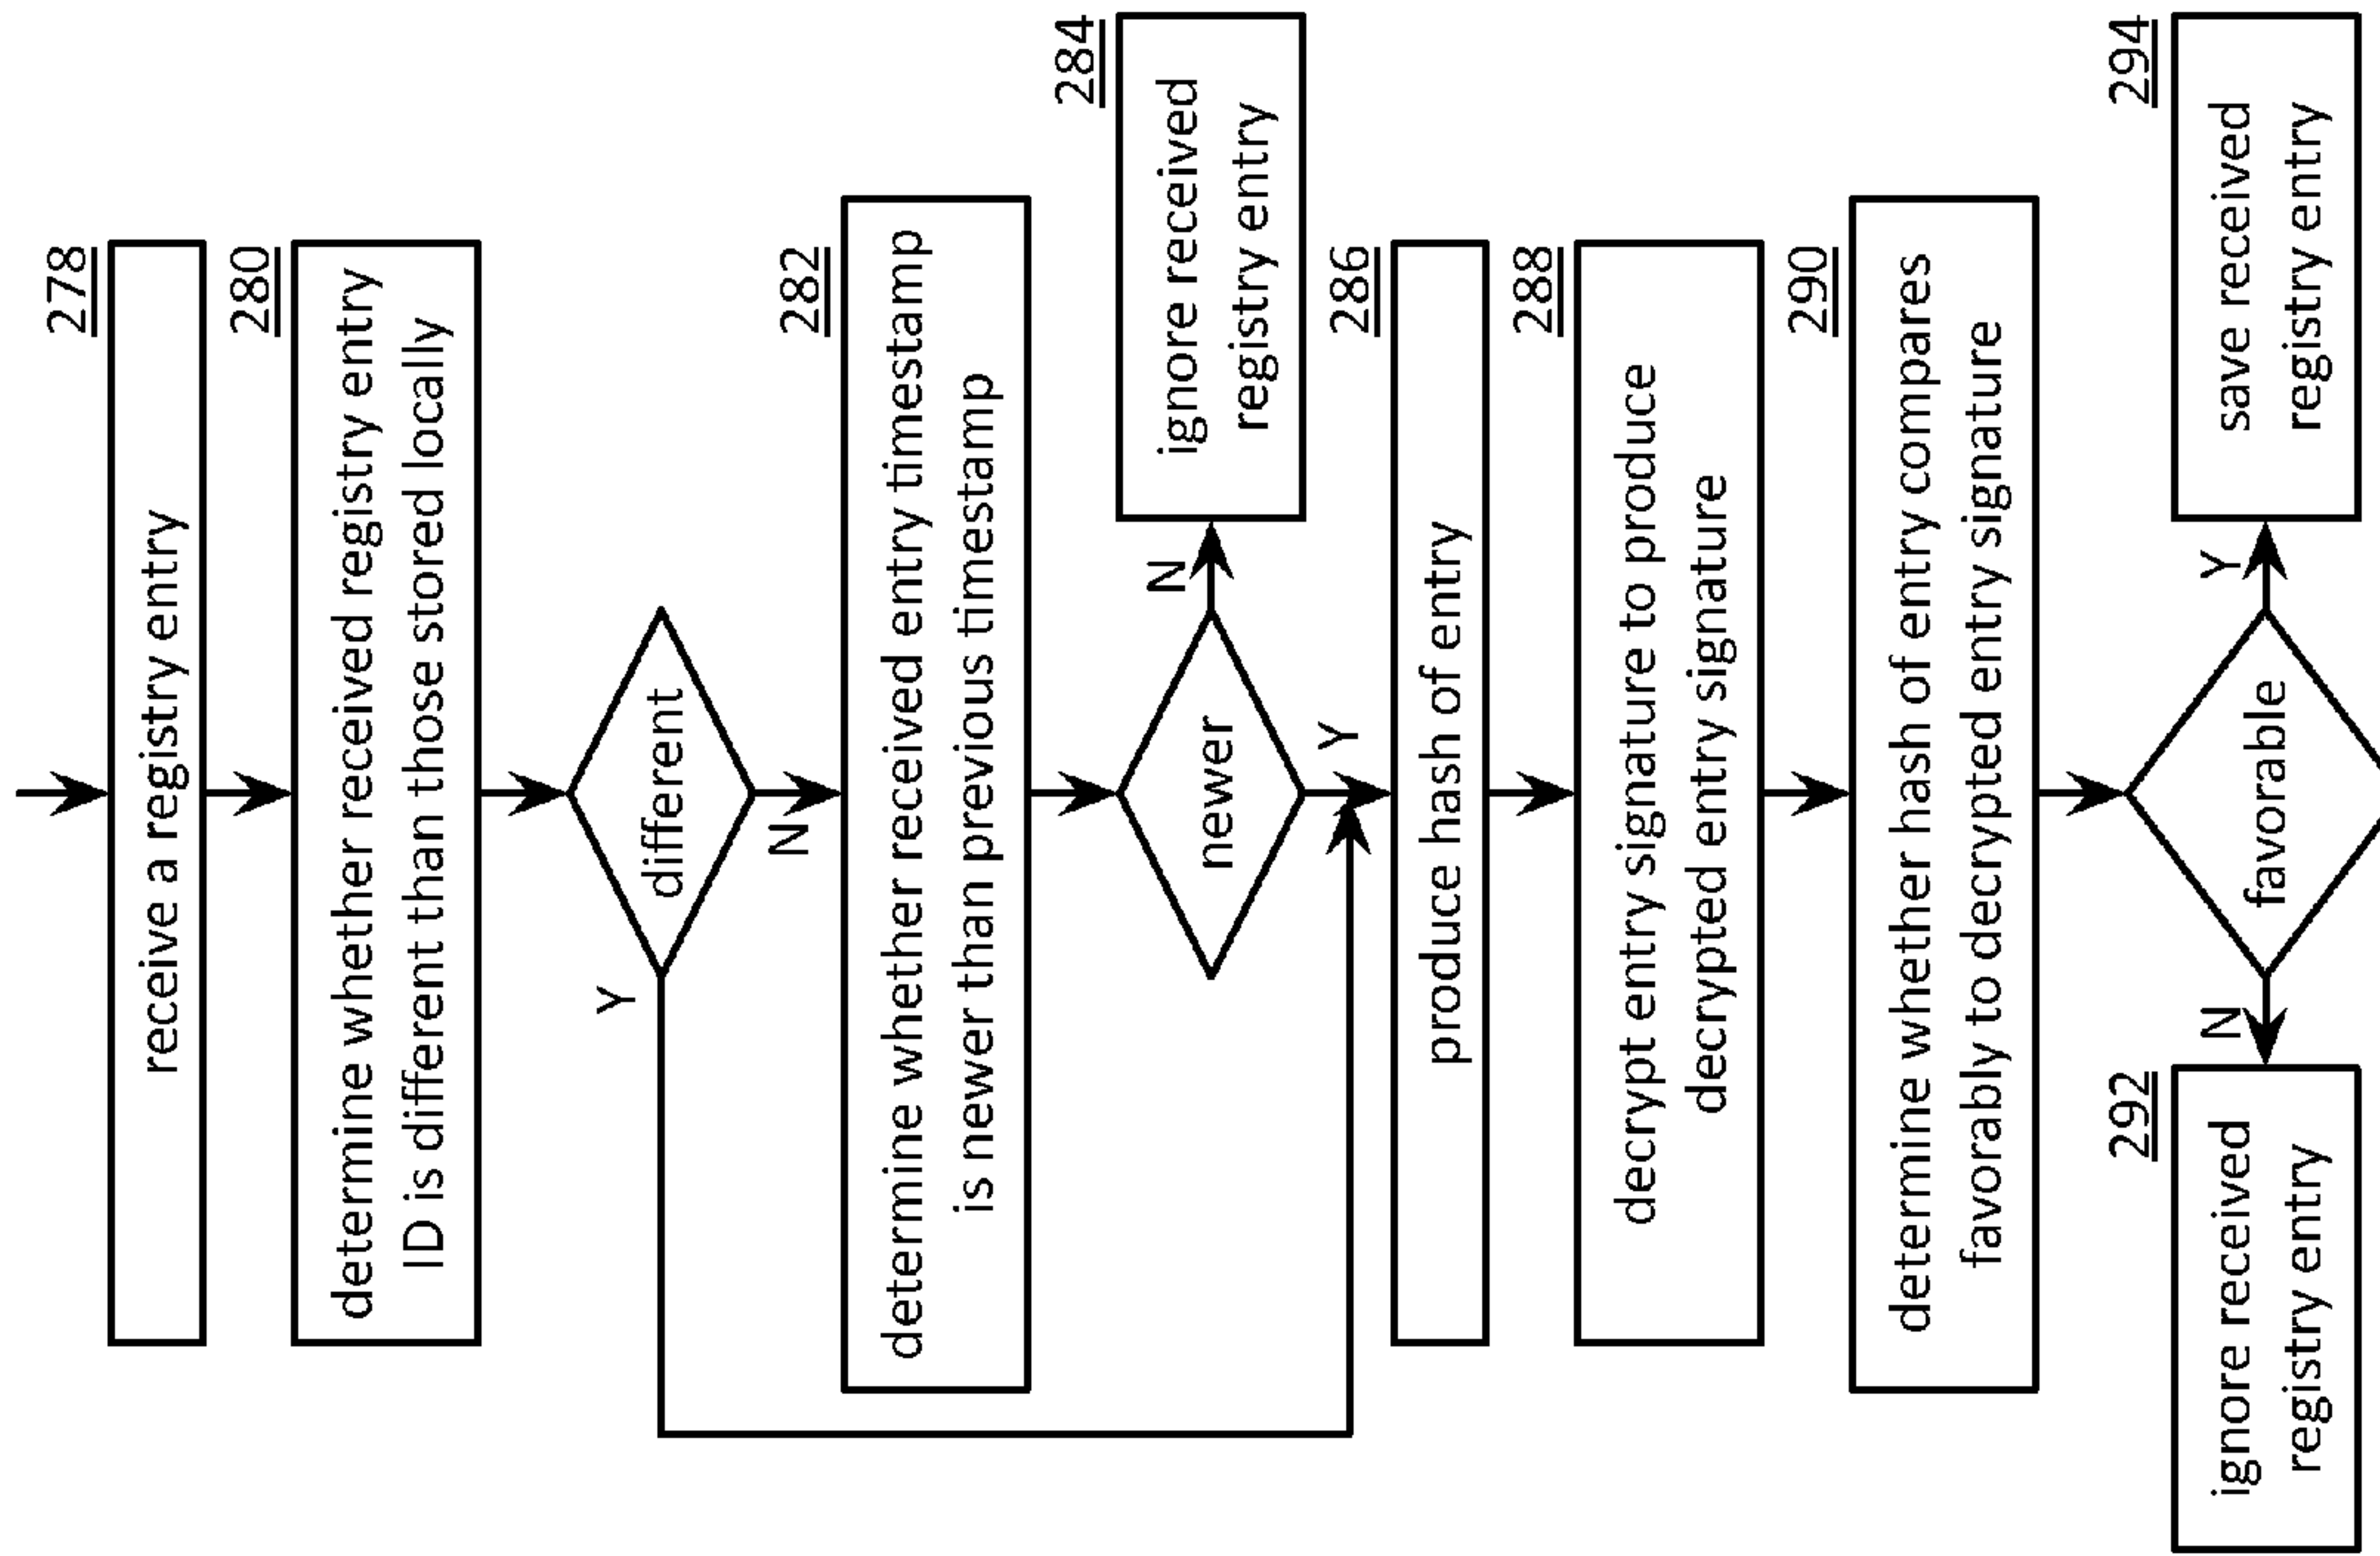 278
receive a registry entry
280
determine whether received registry entry
ID is different than those stored locally
different
Y
N
282
determine whether received entry timestamp
is newer than previous timestamp
newer
N
284
ignore received
registry entry
Y
286
produce hash of entry
288
decrypt entry signature to produce
decrypted entry signature
290
determine whether hash of entry compares
favorably to decrypted entry signature
favorable
N
Y
292
ignore received
registry entry
294
save received
registry entry